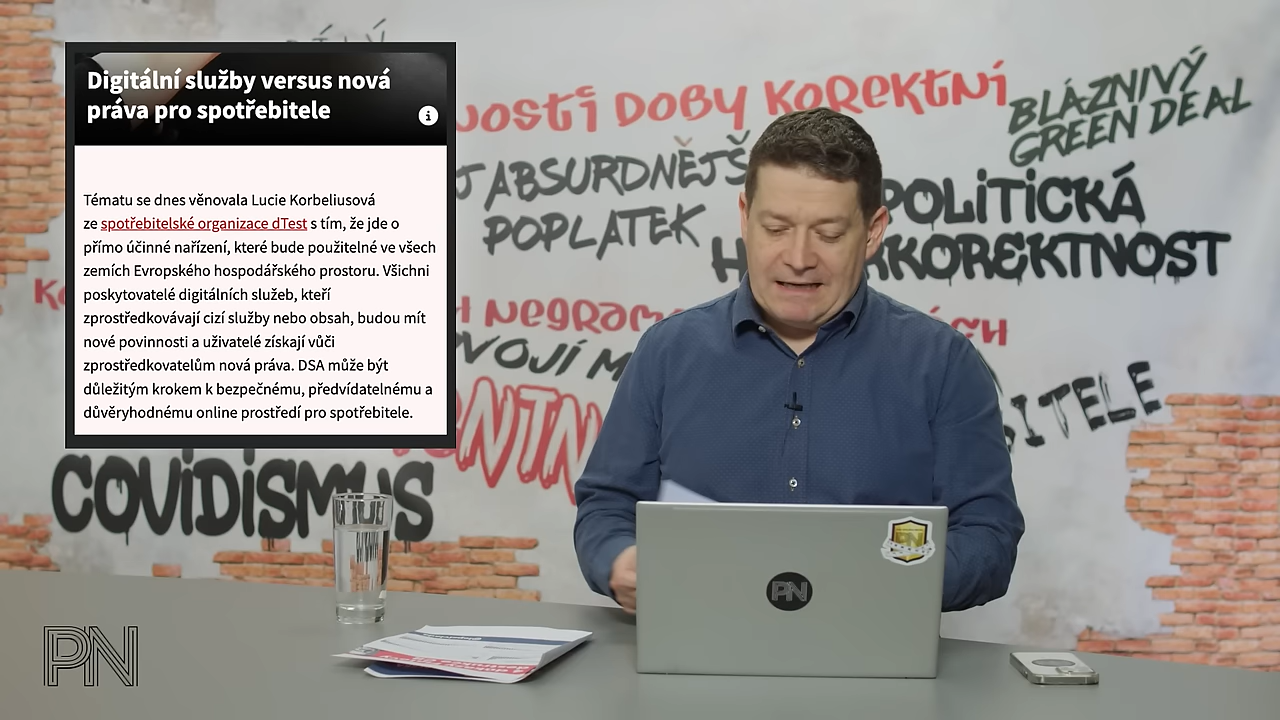 Digitální služby versus nová
práva pro spotřebitele
Tématu se dnes věnovala Lucie Korbeliusová
ze spotřebitelské organizace dTest s tím, že jde o
přímo účinné nařízení, které bude použitelné ve všech
zemích Evropského hospodářského prostoru. Všichni
poskytovatelé digitálních služeb, kteří
zprostředkovávají cizí služby nebo obsah, budou mít
nové povinnosti a uživatelé získají vůči
zprostředkovatelům nová práva. DSA může být
důležitým krokem k bezpečnému, předvídatelnému a
důvěryhodnému online prostředí pro spotřebitele.
DOBY KOREKTNÍ
BLÁZNIVÝ
GREEN DEAL
ABSURDNĚJŠ
POPLATEK
POLITICKÁ
COVIDISMUS
PN
PN